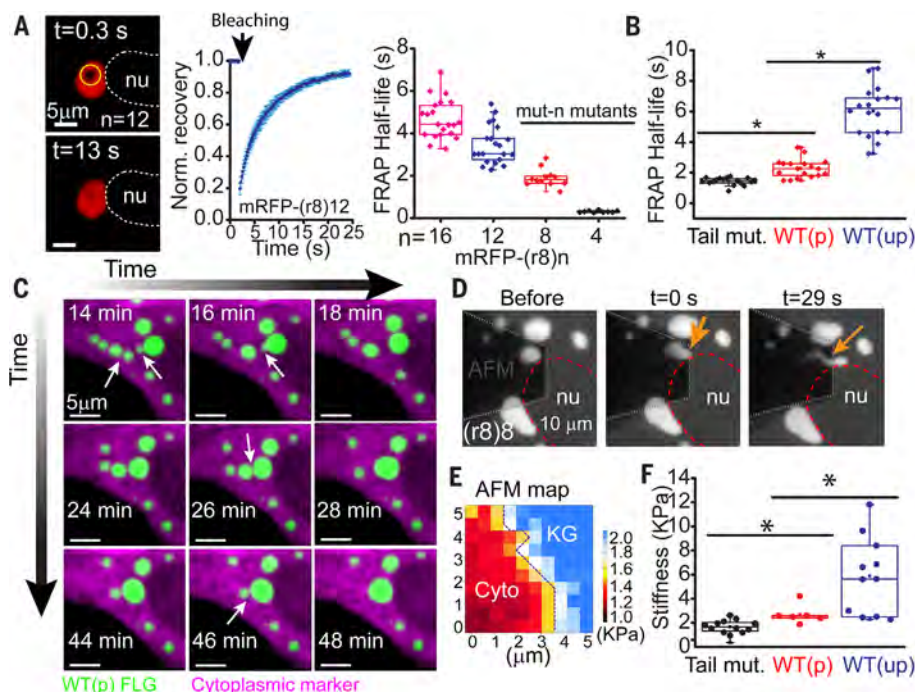 A
t=0.3 s
nu
5μm
n=12
t=13 s
nu
Bleaching
Norm. recovery
1.0
0.8
0.6
0.4
0.2
0
mRFP-(r8)12
0 5 10 15 20 25
Time (s)
FRAP Half-life (s)
8
6
4
2
0
mut-n mutants
n= 16 12 8 4
mRFP-(r8)n
B
FRAP Half-life (s)
10
8
6
4
2
0
*
*
Tail mut. WT(p) WT(up)
Time
C
Time
14 min
16 min
18 min
5μm
24 min
26 min
28 min
44 min
46 min
48 min
WT(p) FLG
Cytoplasmic marker
D
Before
t=0 s
t=29 s
AFM
nu
nu
nu
(r8)8
10 μm
E
AFM map
5
4
3
2
1
0
KG
Cyto
0 1 2 3 4 5
(μm)
2.0
1.8
1.6
1.4
1.2
1.0
(KPa)
F
Stiffness (KPa)
14
12
10
8
6
4
2
0
*
*
Tail mut. WT(p) WT(up)